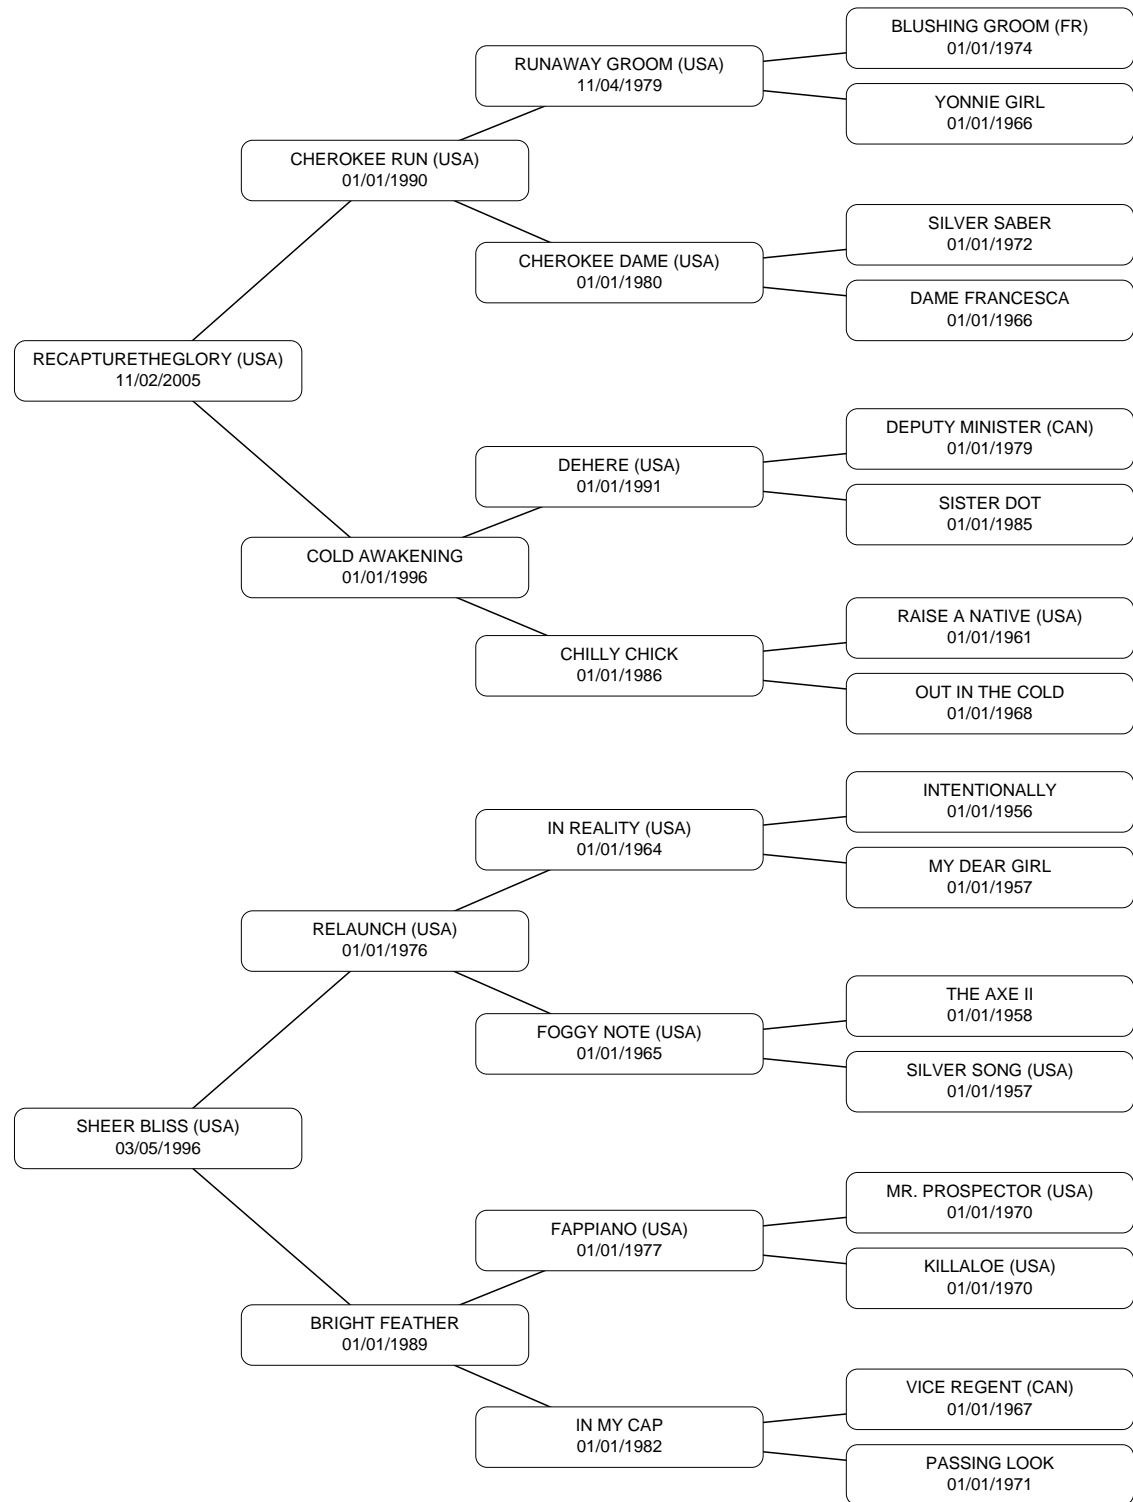 BLUSHING GROOM (FR)
01/01/1974
RUNAWAY GROOM (USA)
11/04/1979
YONNIE GIRL
01/01/1966
CHEROKEE RUN (USA)
01/01/1990
SILVER SABER
01/01/1972
CHEROKEE DAME (USA)
01/01/1980
DAME FRANCESCA
01/01/1966
RECAPTURETHEGLORY (USA)
11/02/2005
DEPUTY MINISTER (CAN)
01/01/1979
DEHERE (USA)
01/01/1991
SISTER DOT
01/01/1985
COLD AWAKENING
01/01/1996
RAISE A NATIVE (USA)
01/01/1961
CHILLY CHICK
01/01/1986
OUT IN THE COLD
01/01/1968
INTENTIONALLY
01/01/1956
IN REALITY (USA)
01/01/1964
MY DEAR GIRL
01/01/1957
RELAUNCH (USA)
01/01/1976
THE AXE II
01/01/1958
FOGGY NOTE (USA)
01/01/1965
SILVER SONG (USA)
01/01/1957
SHEER BLISS (USA)
03/05/1996
MR. PROSPECTOR (USA)
01/01/1970
FAPPIANO (USA)
01/01/1977
KILLALOE (USA)
01/01/1970
BRIGHT FEATHER
01/01/1989
VICE REGENT (CAN)
01/01/1967
IN MY CAP
01/01/1982
PASSING LOOK
01/01/1971